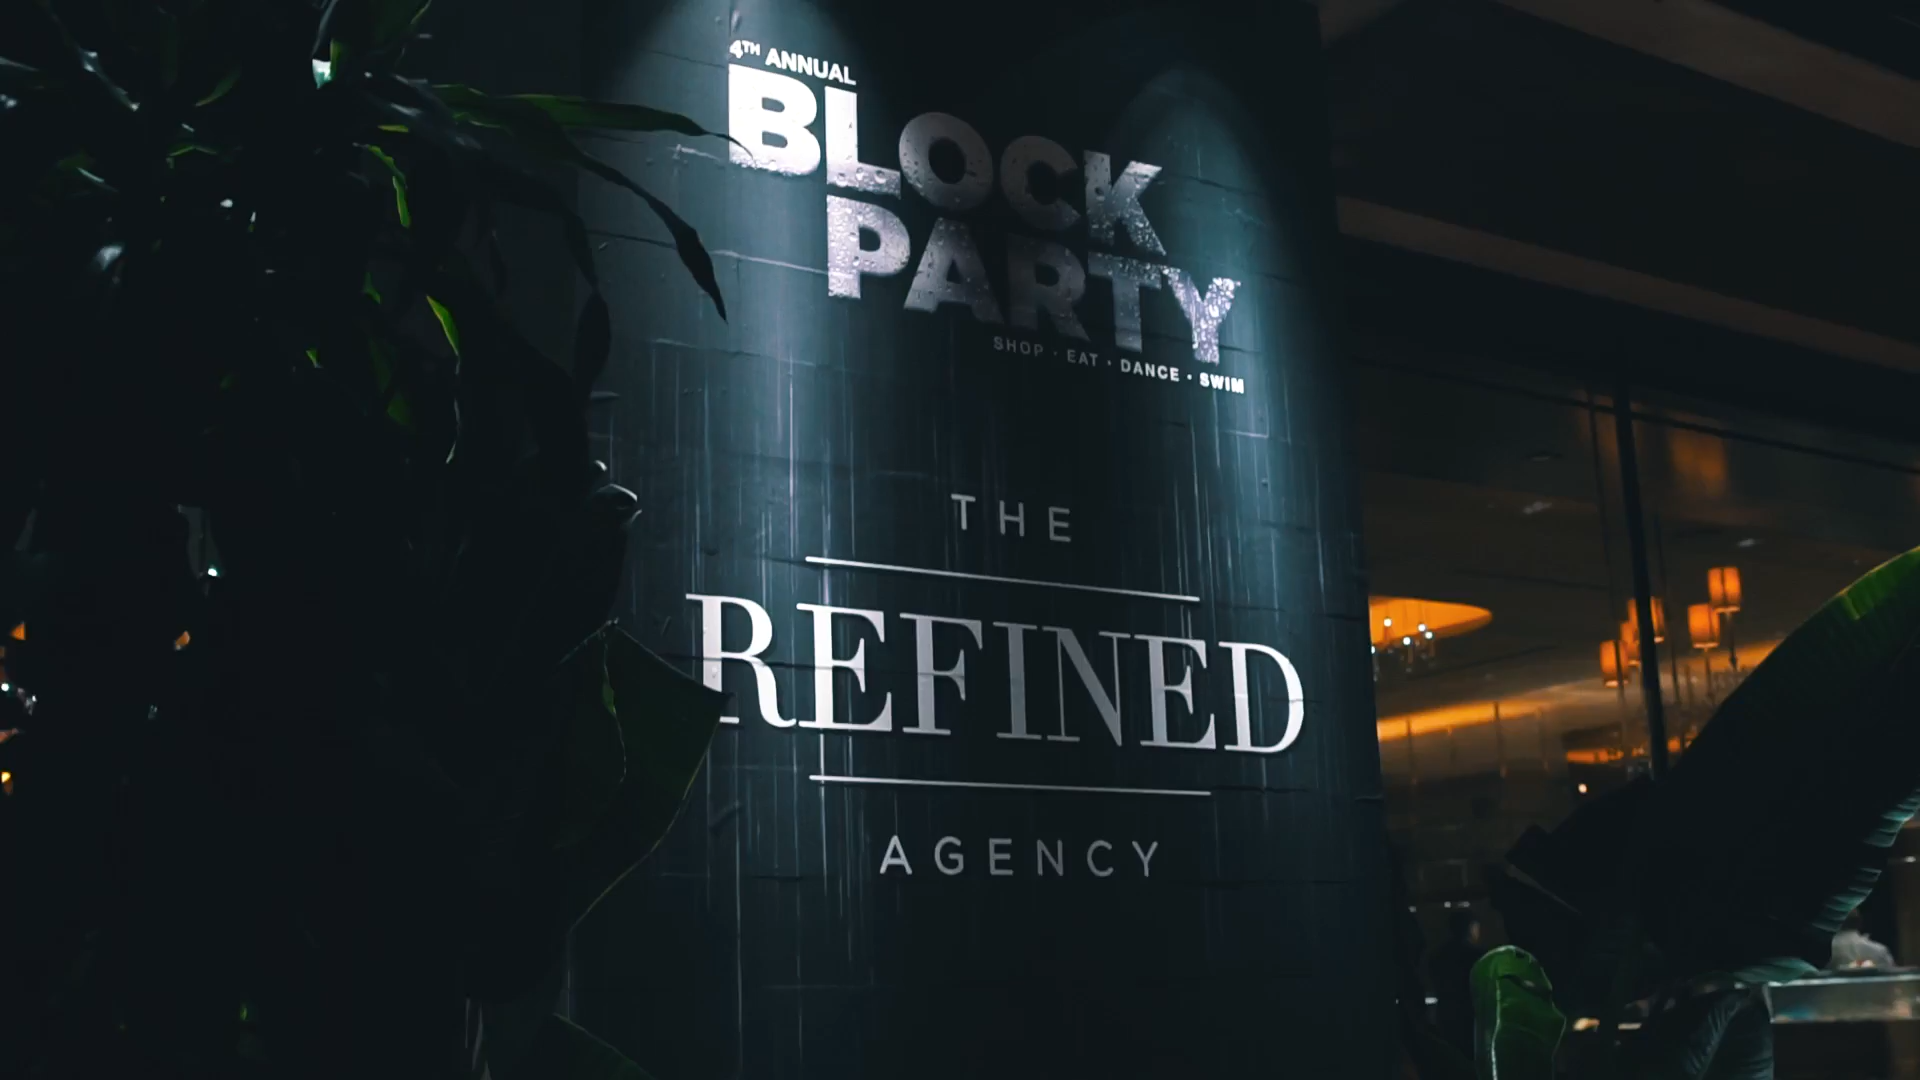 4TH ANNUAL
BLOCK
PARTY
SHOP · EAT · DANCE · SWIM
THE
REFINED
AGENCY